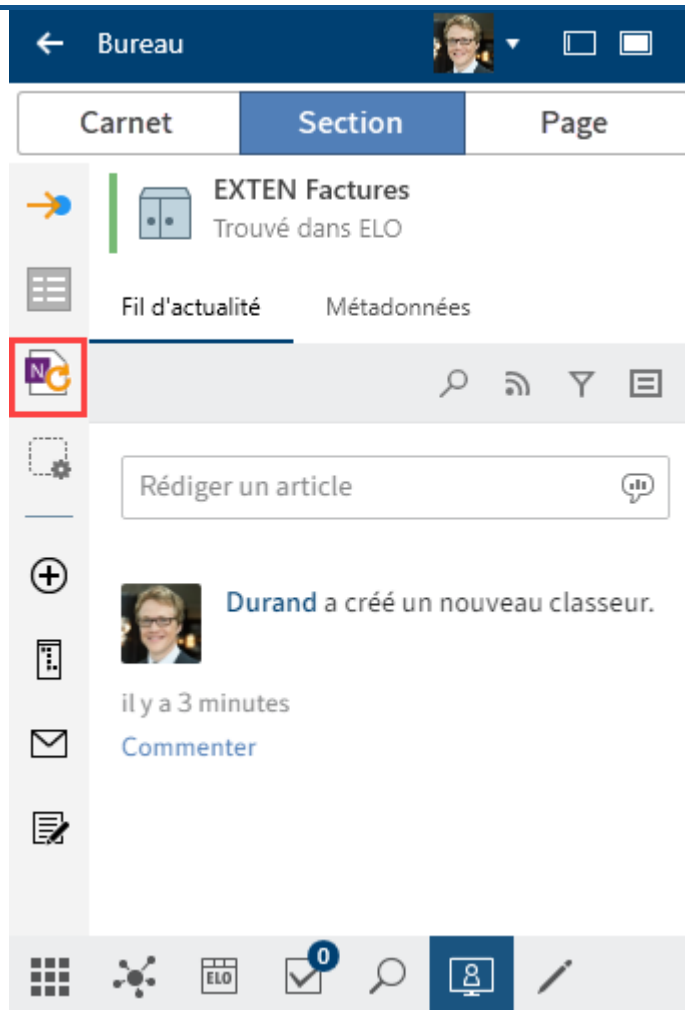 Bureau
Carnet Section Page
EXTEN Factures
Trouvé dans ELO
Fil d'actualité Métadonnées
N
Rédiger un article
Durand a créé un nouveau classeur.
il y a 3 minutes
Commenter
ELO 0